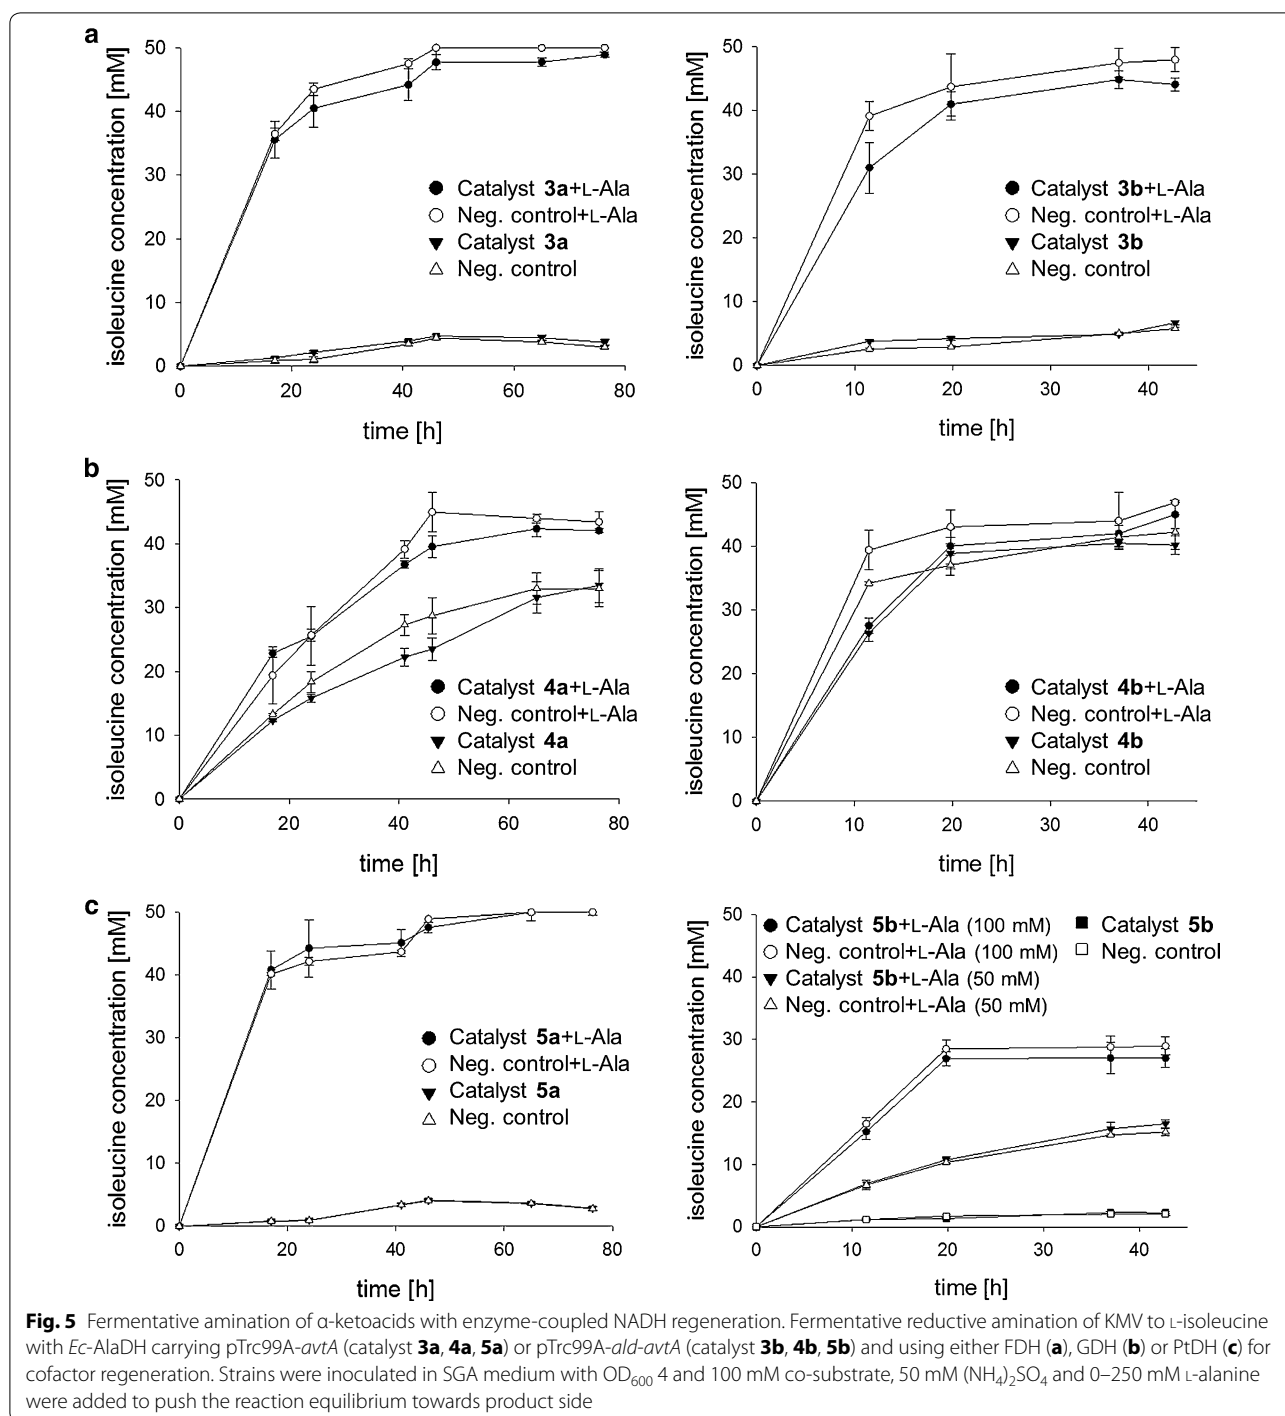 a
isoleucine concentration [mM]
50
40
30
20
10
0
Catalyst 3a+L-Ala
Neg. control+L-Ala
Catalyst 3a
Neg. control
0 20 40 60 80
time [h]
isoleucine concentration [mM]
50
40
30
20
10
0
Catalyst 3b+L-Ala
Neg. control+L-Ala
Catalyst 3b
Neg. control
0 10 20 30 40
time [h]
b
isoleucine concentration [mM]
50
40
30
20
10
0
Catalyst 4a+L-Ala
Neg. control+L-Ala
Catalyst 4a
Neg. control
0 20 40 60 80
time [h]
isoleucine concentration [mM]
50
40
30
20
10
0
Catalyst 4b+L-Ala
Neg. control+L-Ala
Catalyst 4b
Neg. control
0 10 20 30 40
time [h]
c
isoleucine concentration [mM]
50
40
30
20
10
0
Catalyst 5a+L-Ala
Neg. control+L-Ala
Catalyst 5a
Neg. control
0 20 40 60 80
time [h]
isoleucine concentration [mM]
50
40
30
20
10
0
Catalyst 5b+L-Ala (100 mM) Catalyst 5b
Neg. control+L-Ala (100 mM) Neg. control
Catalyst 5b+L-Ala (50 mM)
Neg. control+L-Ala (50 mM)
0 10 20 30 40
time [h]
Fig. 5 Fermentative amination of α-ketoacids with enzyme-coupled NADH regeneration. Fermentative reductive amination of KMV to L-isoleucine
with Ec-AlaDH carrying pTrc99A-avtA (catalyst 3a, 4a, 5a) or pTrc99A-ald-avtA (catalyst 3b, 4b, 5b) and using either FDH (a), GDH (b) or PtDH (c) for
cofactor regeneration. Strains were inoculated in SGA medium with OD600 4 and 100 mM co-substrate, 50 mM (NH4)2SO4 and 0–250 mM L-alanine
were added to push the reaction equilibrium towards product side